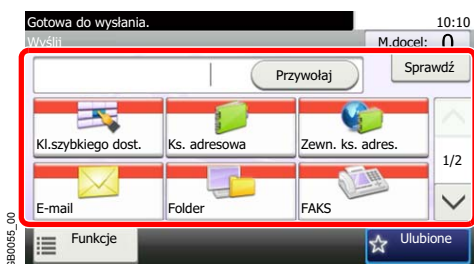 Gotowa do wysłania. 10:10
Wyślij M.docel: 0
Przywołaj Sprawdź
Kl.szybkiego dost. Ks. adresowa Zewn. ks. adres.
1/2
E-mail Folder FAKS
Funkcje Ulubione
GB0055_00